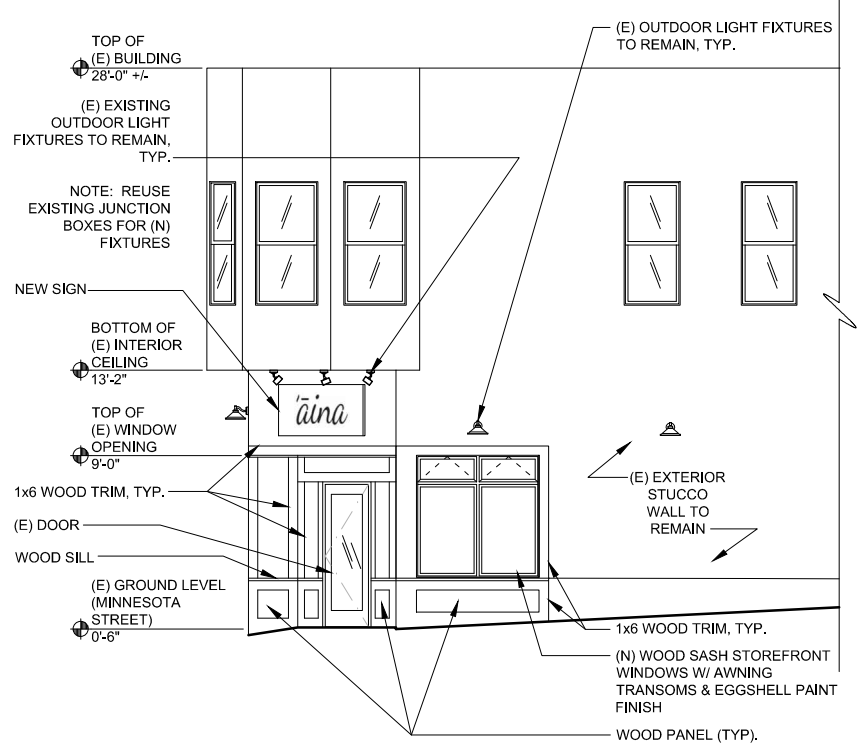 (E) OUTDOOR LIGHT FIXTURES
TO REMAIN, TYP.
TOP OF
(E) BUILDING
28'-0" +/-
(E) EXISTING
OUTDOOR LIGHT
FIXTURES TO REMAIN,
TYP.
NOTE: REUSE
EXISTING JUNCTION
BOXES FOR (N)
FIXTURES
NEW SIGN
BOTTOM OF
(E) INTERIOR
CEILING
13'-2"
'āina
TOP OF
(E) WINDOW
OPENING
9'-0"
1x6 WOOD TRIM, TYP.
(E) DOOR
WOOD SILL
(E) GROUND LEVEL
(MINNESOTA
STREET)
0'-6"
(E) EXTERIOR
STUCCO
WALL TO
REMAIN
1x6 WOOD TRIM, TYP.
(N) WOOD SASH STOREFRONT
WINDOWS W/ AWNING
TRANSOMS & EGGSHELL PAINT
FINISH
WOOD PANEL (TYP).